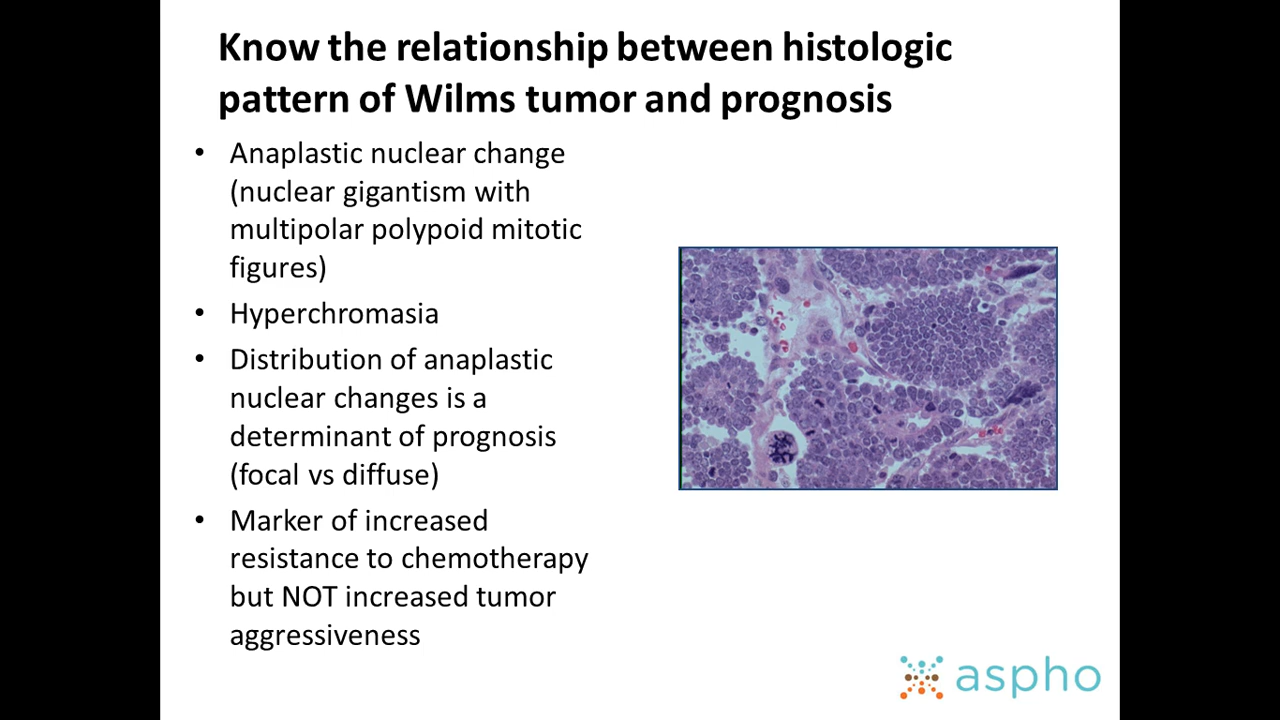 Know the relationship between histologic
pattern of Wilms tumor and prognosis
• Anaplastic nuclear change
(nuclear gigantism with
multipolar polypoid mitotic
figures)
• Hyperchromasia
• Distribution of anaplastic
nuclear changes is a
determinant of prognosis
(focal vs diffuse)
• Marker of increased
resistance to chemotherapy
but NOT increased tumor
aggressiveness
aspho